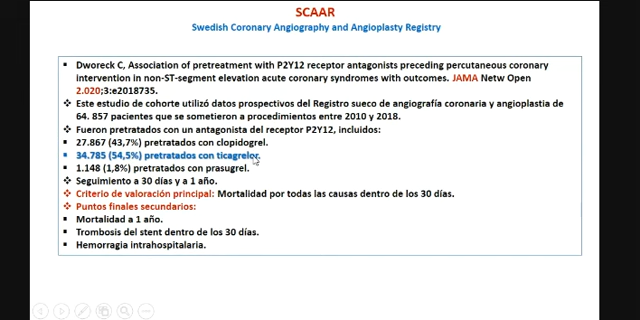 SCAAR
Swedish Coronary Angiography and Angioplasty Registry
Dworeck C, Association of pretreatment with P2Y12 receptor antagonists preceding percutaneous coronary
intervention in non-ST-segment elevation acute coronary syndromes with outcomes. JAMA Netw Open
2.020;3:e2018735.
Este estudio de cohorte utilizó datos prospectivos del Registro sueco de angiografía coronaria y angioplastia de
64. 857 pacientes que se sometieron a procedimientos entre 2010 y 2018.
Fueron pretratados con un antagonista del receptor P2Y12, incluidos:
27.867 (43,7%) pretratados con clopidogrel.
34.785 (54,5%) pretratados con ticagrelor.
1.148 (1,8%) pretratados con prasugrel.
Seguimiento a 30 días y a 1 año.
Criterio de valoración principal: Mortalidad por todas las causas dentro de los 30 días.
Puntos finales secundarios:
Mortalidad a 1 año.
Trombosis del stent dentro de los 30 días.
Hemorragia intrahospitalaria.